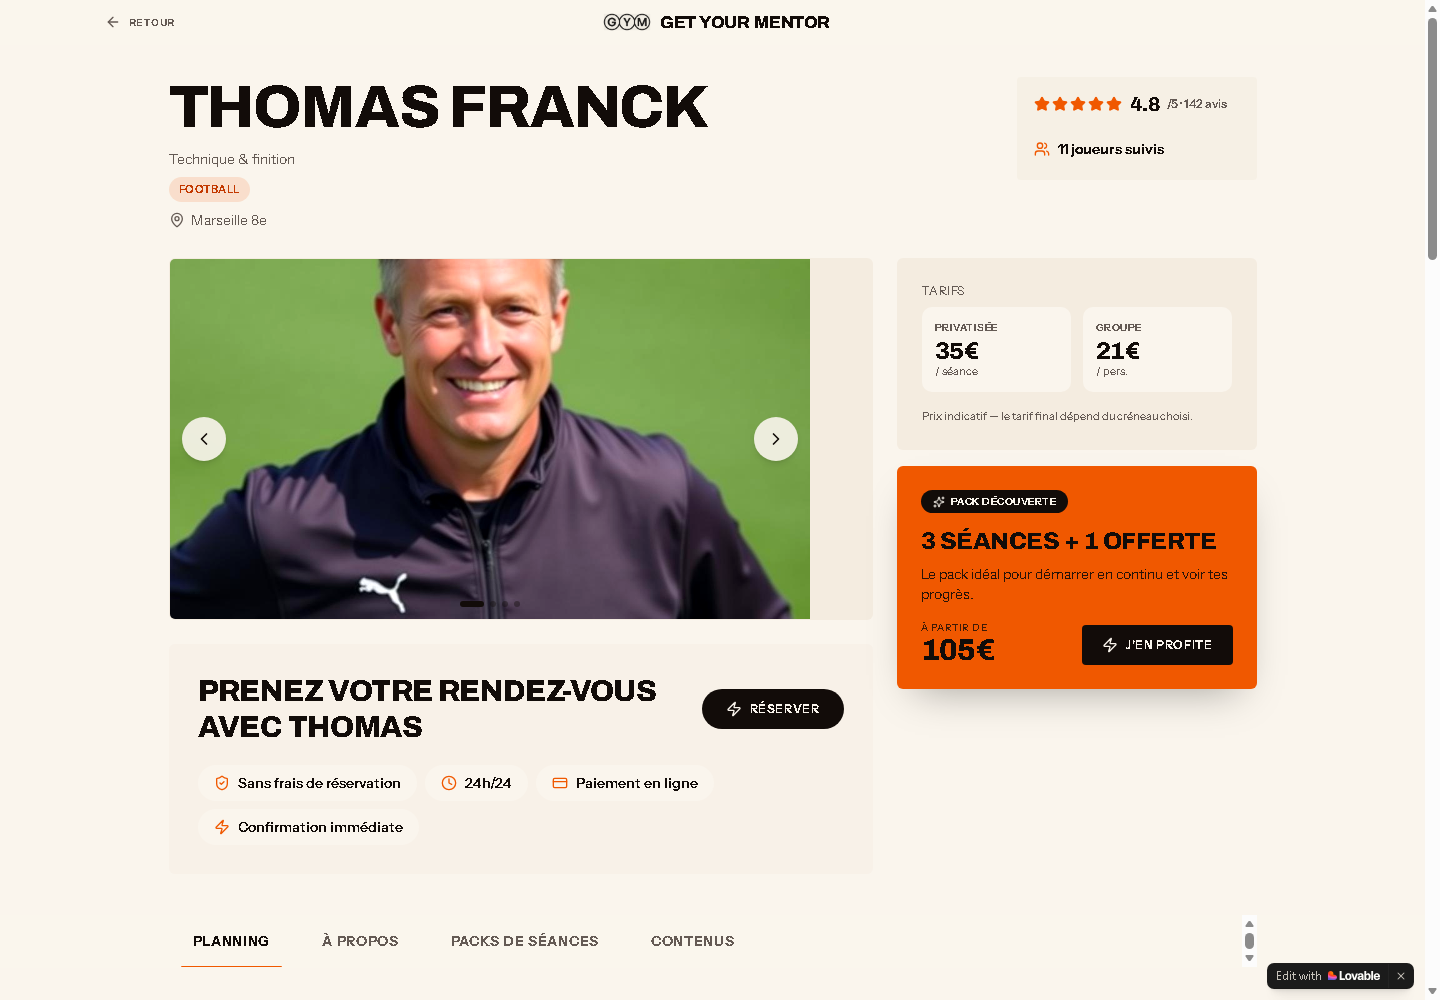 RETOUR
GYM GET YOUR MENTOR
THOMAS FRANCK
Technique & finition
FOOTBALL
Marseille 8e
4.8 /5 · 142 avis
11 joueurs suivis
TARIFS
PRIVATISÉE
35€
/ séance
GROUPE
21€
/ pers.
Prix indicatif — le tarif final dépend du créneau choisi.
PACK DÉCOUVERTE
3 SÉANCES + 1 OFFERTE
Le pack idéal pour démarrer en continu et voir tes
progrès.
À PARTIR DE
105€
J'EN PROFITE
PRENEZ VOTRE RENDEZ-VOUS
AVEC THOMAS
RÉSERVER
Sans frais de réservation
24h/24
Paiement en ligne
Confirmation immédiate
PLANNING
À PROPOS
PACKS DE SÉANCES
CONTENUS
Edit with Lovable